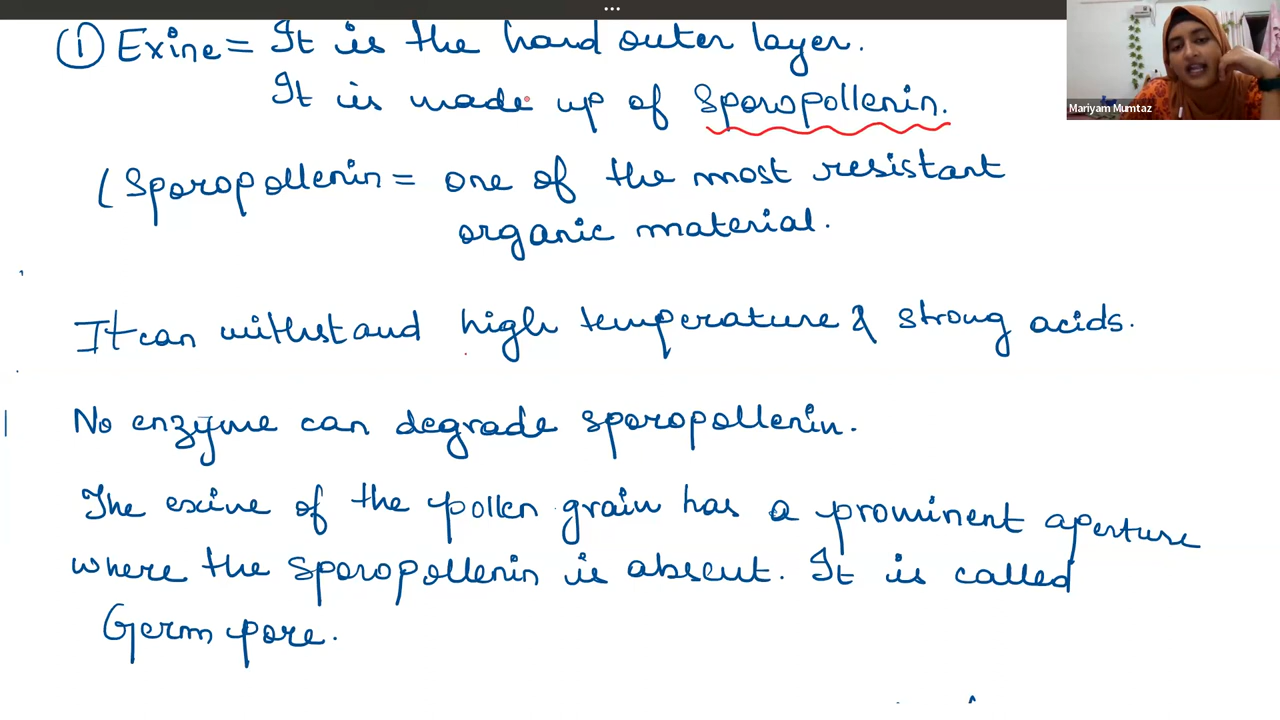 ① Exine = It is the hard outer layer.
It is made up of Sporopollenin.
(Sporopollenin = one of the most resistant
organic material.
It can withstand high temperature & strong acids.
No enzyme can degrade sporopollenin.
The exine of the pollen grain has a prominent aperture
where the sporopollenin is absent. It is called
Germ pore.
Mariyam Mumtaz